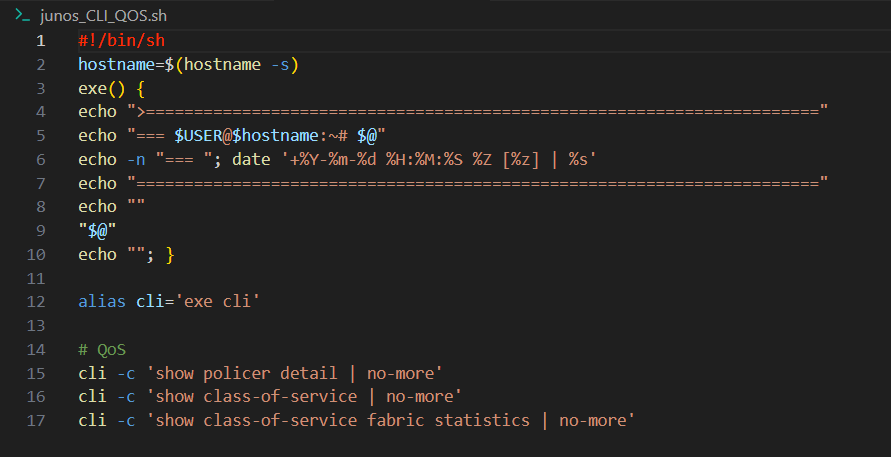 junos_CLI_QOS.sh
1 #!/bin/sh
2 hostname=$(hostname -s)
3 exe() {
4 echo ">======================================================================"
5 echo "=== $USER@$hostname:~# $@"
6 echo -n "=== "; date '+%Y-%m-%d %H:%M:%S %Z [%z] | %s'
7 echo "======================================================================="
8 echo ""
9 "$@"
10 echo ""; }
11
12 alias cli='exe cli'
13
14 # QoS
15 cli -c 'show policer detail | no-more'
16 cli -c 'show class-of-service | no-more'
17 cli -c 'show class-of-service fabric statistics | no-more'